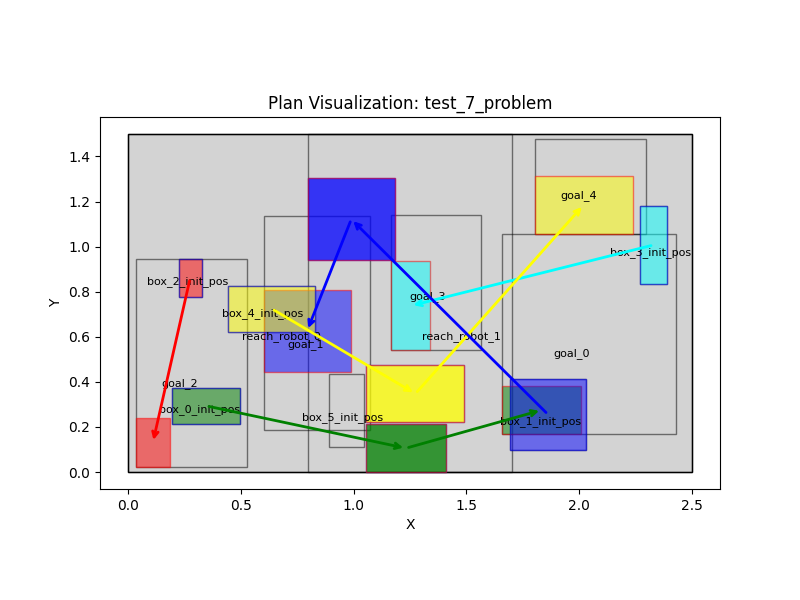 Plan Visualization: test_7_problem
Y
1.4
1.2
1.0
0.8
0.6
0.4
0.2
0.0
goal_4
box_3_init_pos
box_2_init_pos
goal_3
box_4_init_pos
reach_robot_0
reach_robot_1
goal_1
goal_0
goal_2
box_0_init_pos
box_5_init_pos
box_1_init_pos
0.0 0.5 1.0 1.5 2.0 2.5
X